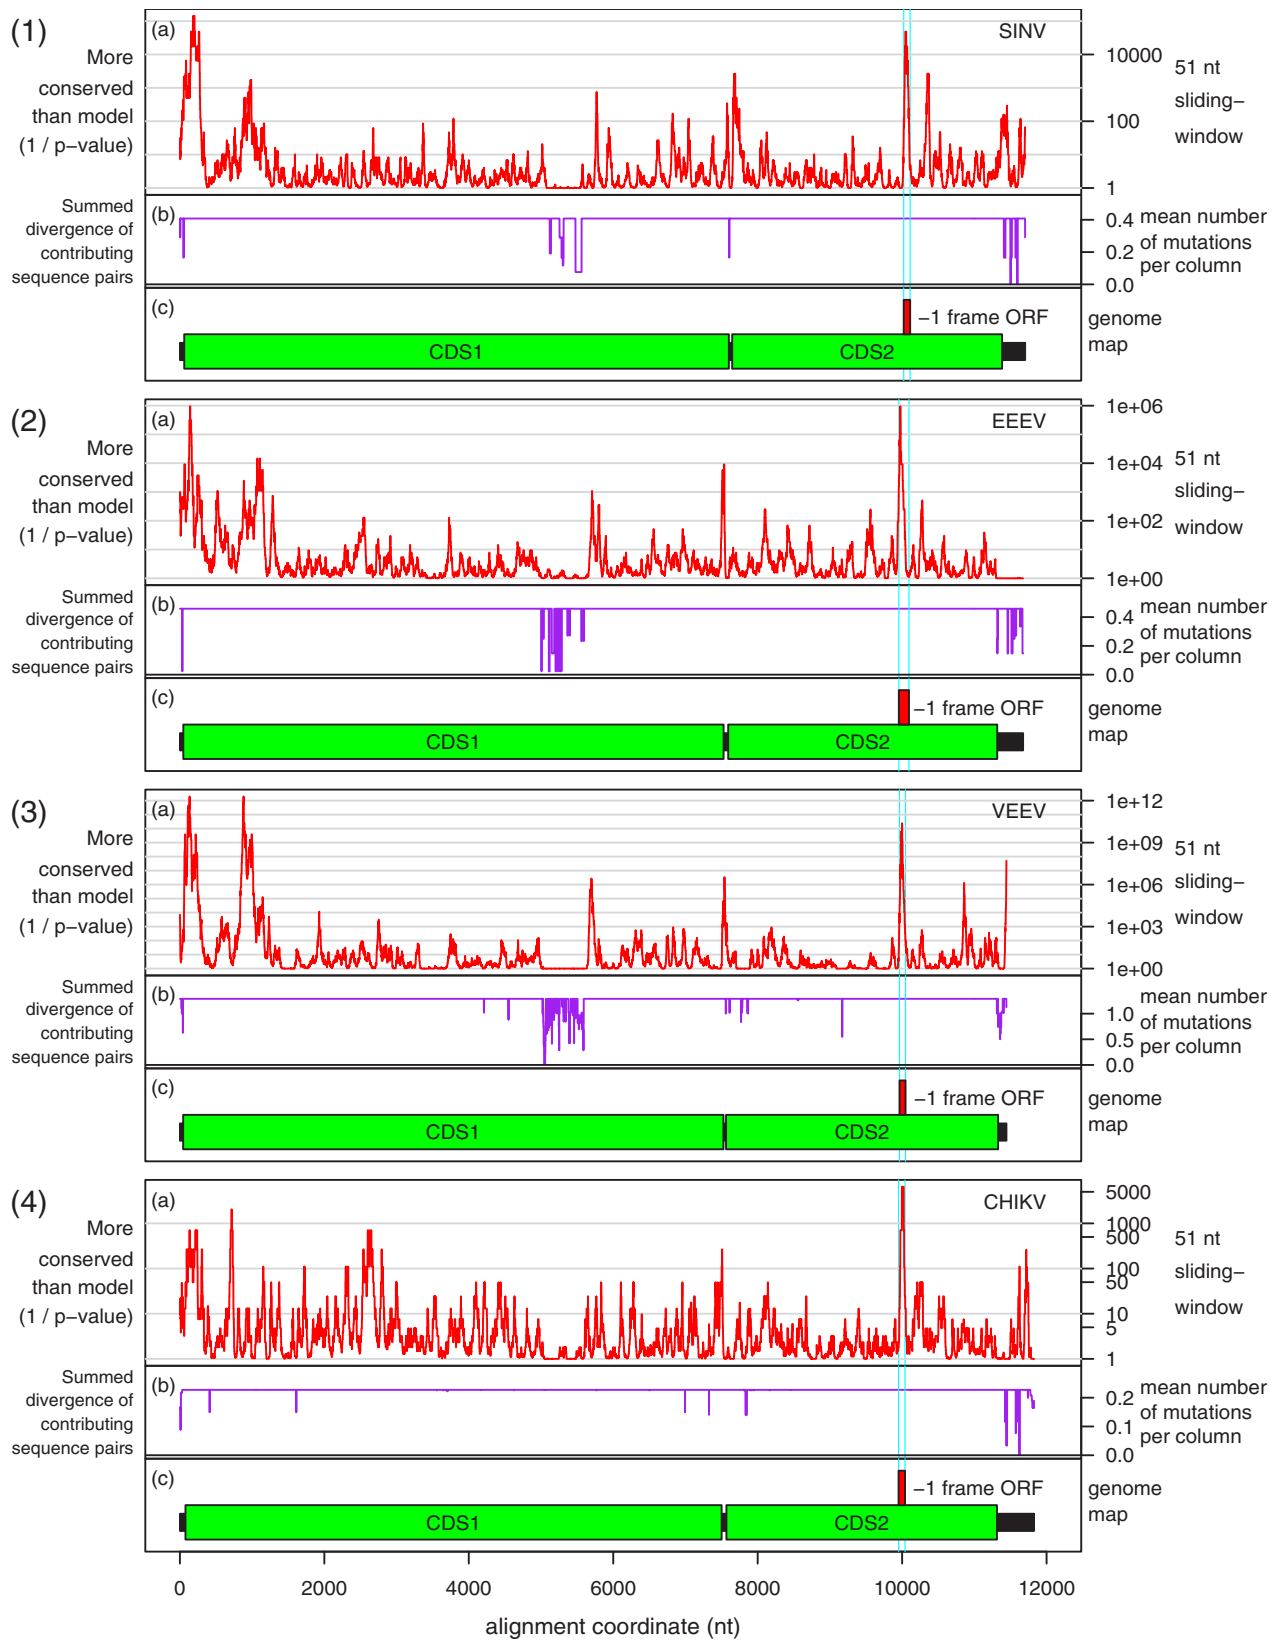 (1)
(a)
SINV
More
conserved
than model
(1 / p−value)
10000
100
1
51 nt
sliding−
window
Summed
divergence of
contributing
sequence pairs
(b)
0.4
0.2
0.0
mean number
of mutations
per column
(c)
−1 frame ORF
CDS1
CDS2
genome
map
(2)
(a)
EEEV
More
conserved
than model
(1 / p−value)
1e+06
1e+04
1e+02
1e+00
51 nt
sliding−
window
Summed
divergence of
contributing
sequence pairs
(b)
0.4
0.2
0.0
mean number
of mutations
per column
(c)
−1 frame ORF
CDS1
CDS2
genome
map
(3)
(a)
VEEV
More
conserved
than model
(1 / p−value)
1e+12
1e+09
1e+06
1e+03
1e+00
51 nt
sliding−
window
Summed
divergence of
contributing
sequence pairs
(b)
1.0
0.5
0.0
mean number
of mutations
per column
(c)
−1 frame ORF
CDS1
CDS2
genome
map
(4)
(a)
CHIKV
More
conserved
than model
(1 / p−value)
5000
1000
500
100
50
10
5
1
51 nt
sliding−
window
Summed
divergence of
contributing
sequence pairs
(b)
0.2
0.1
0.0
mean number
of mutations
per column
(c)
−1 frame ORF
CDS1
CDS2
genome
map
0 2000 4000 6000 8000 10000 12000
alignment coordinate (nt)